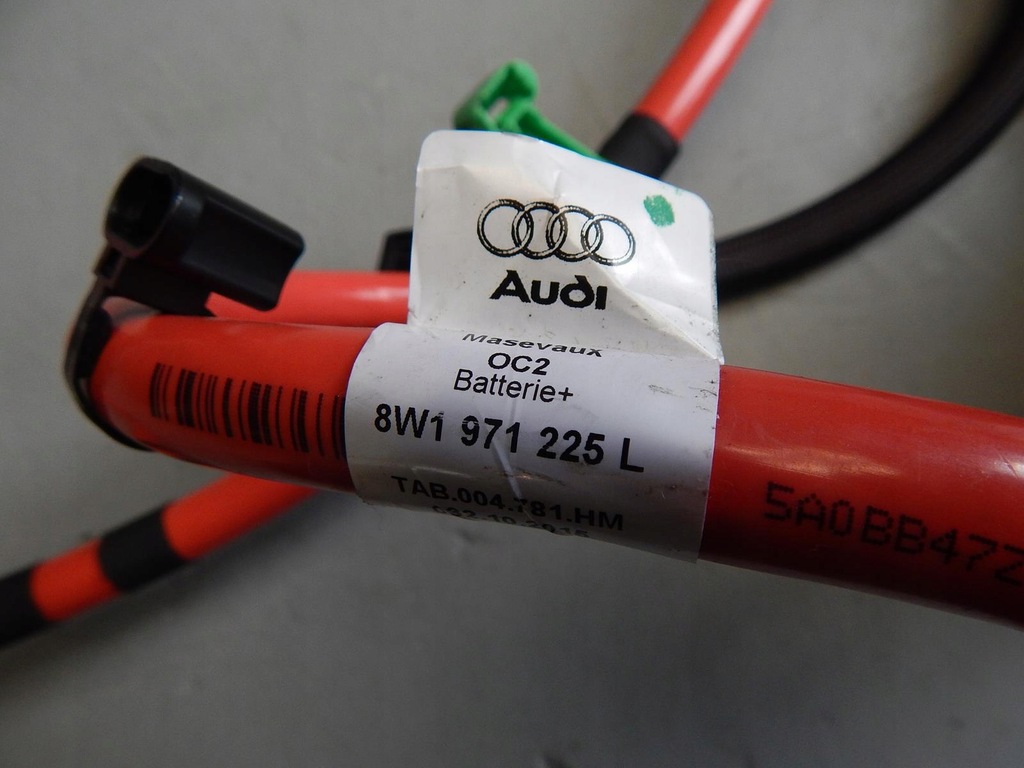 Audi
Masevaux
OC2
Batterie+
8W1 971 225 L
TAB.004.781.HM
5A0BB47Z